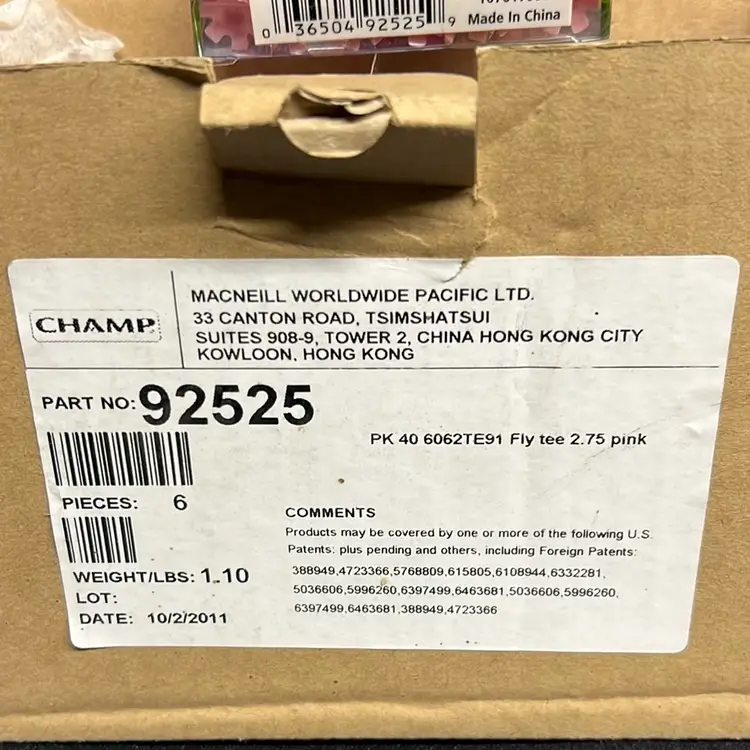 0 36504 92525 9 Made In China
CHAMP
MACNEILL WORLDWIDE PACIFIC LTD.
33 CANTON ROAD, TSIMSHATSUI
SUITES 908-9, TOWER 2, CHINA HONG KONG CITY
KOWLOON, HONG KONG
PART NO: 92525
PK 40 6062TE91 Fly tee 2.75 pink
PIECES: 6
COMMENTS
Products may be covered by one or more of the following U.S.
Patents: plus pending and others, including Foreign Patents:
388949,4723366,5768809,615805,6108944,6332281,
5036606,5996260,6397499,6463681,5036606,5996260,
6397499,6463681,388949,4723366
WEIGHT/LBS: 1.10
LOT:
DATE: 10/2/2011